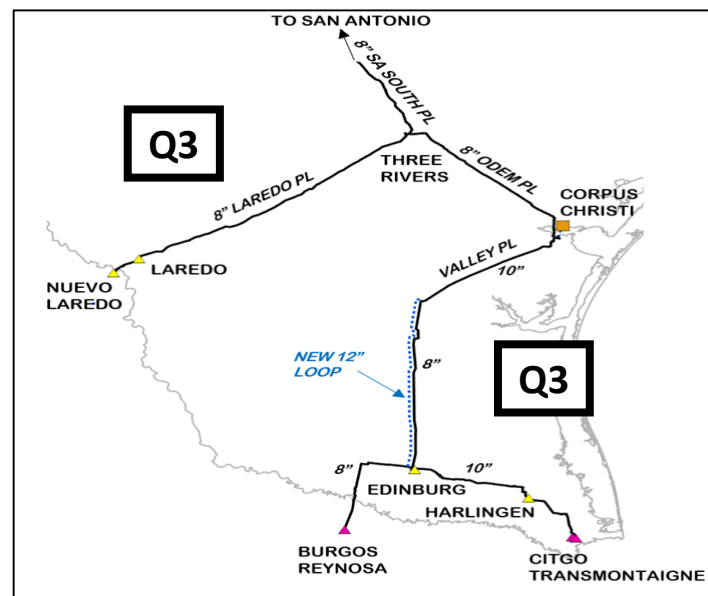 TO SAN ANTONIO
8" SA SOUTH PL
Q3
THREE
RIVERS
8" ODEM PL
8" LAREDO PL
CORPUS
CHRISTI
LAREDO
VALLEY PL
10"
NUEVO
LAREDO
NEW 12"
LOOP
8"
Q3
8"
10"
EDINBURG
HARLINGEN
BURGOS
REYNOSA
CITGO
TRANSMONTAIGNE